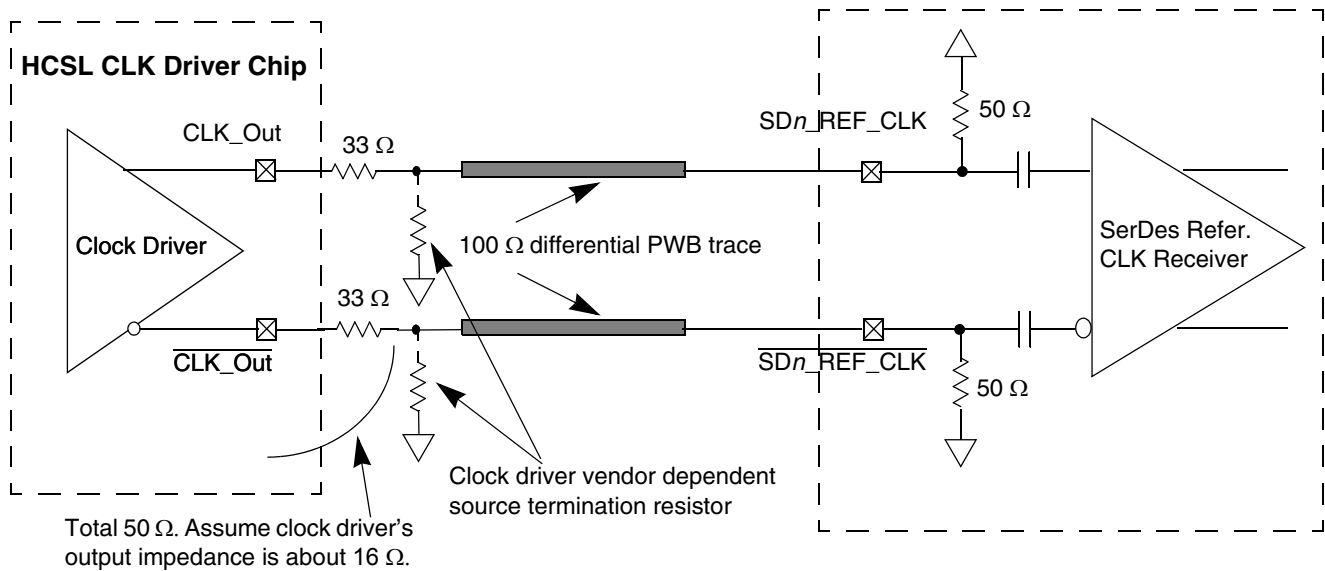 HCSL CLK Driver Chip
CLK_Out
33 Ω
SDn_REF_CLK
50 Ω
Clock Driver
100 Ω differential PWB trace
SerDes Refer.
CLK Receiver
33 Ω
CLK_Out
SDn_REF_CLK
50 Ω
Clock driver vendor dependent
source termination resistor
Total 50 Ω. Assume clock driver's
output impedance is about 16 Ω.